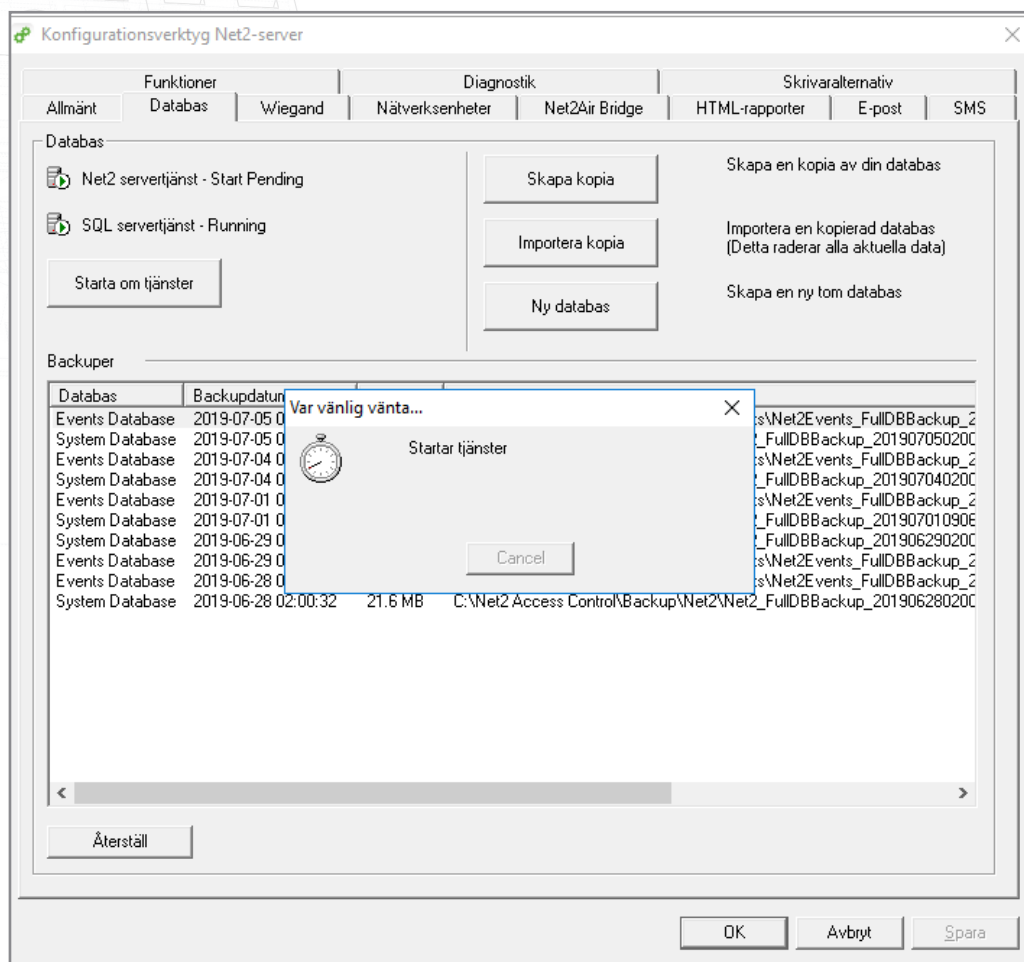 Konfigurationsverktyg Net2-server
Funktioner Diagnostik Skrivaralternativ
Allmänt Databas Wiegand Nätverksenheter Net2Air Bridge HTML-rapporter E-post SMS
Databas
Net2 servertjänst - Start Pending
SQL servertjänst - Running
Starta om tjänster
Skapa kopia
Skapa en kopia av din databas
Importera kopia
Importera en kopierad databas
(Detta raderar alla aktuella data)
Ny databas
Skapa en ny tom databas
Backuper
Databas Backupdatum
Events Database 2019-07-05 0 s\Net2Events_FullDBBackup_2
System Database 2019-07-05 0 _FullDBBackup_201907050200
Events Database 2019-07-04 0 s\Net2Events_FullDBBackup_2
System Database 2019-07-04 0 _FullDBBackup_201907040200
Events Database 2019-07-01 0 s\Net2Events_FullDBBackup_2
System Database 2019-07-01 0 _FullDBBackup_201907010908
System Database 2019-06-29 0 _FullDBBackup_201906290200
Events Database 2019-06-29 0 s\Net2Events_FullDBBackup_2
Events Database 2019-06-28 0 s\Net2Events_FullDBBackup_2
System Database 2019-06-28 02:00:32 21.6 MB C:\Net2 Access Control\Backup\Net2\Net2_FullDBBackup_201906280200
Var vänlig vänta...
Startar tjänster
Cancel
Återställ
OK Avbryt Spara